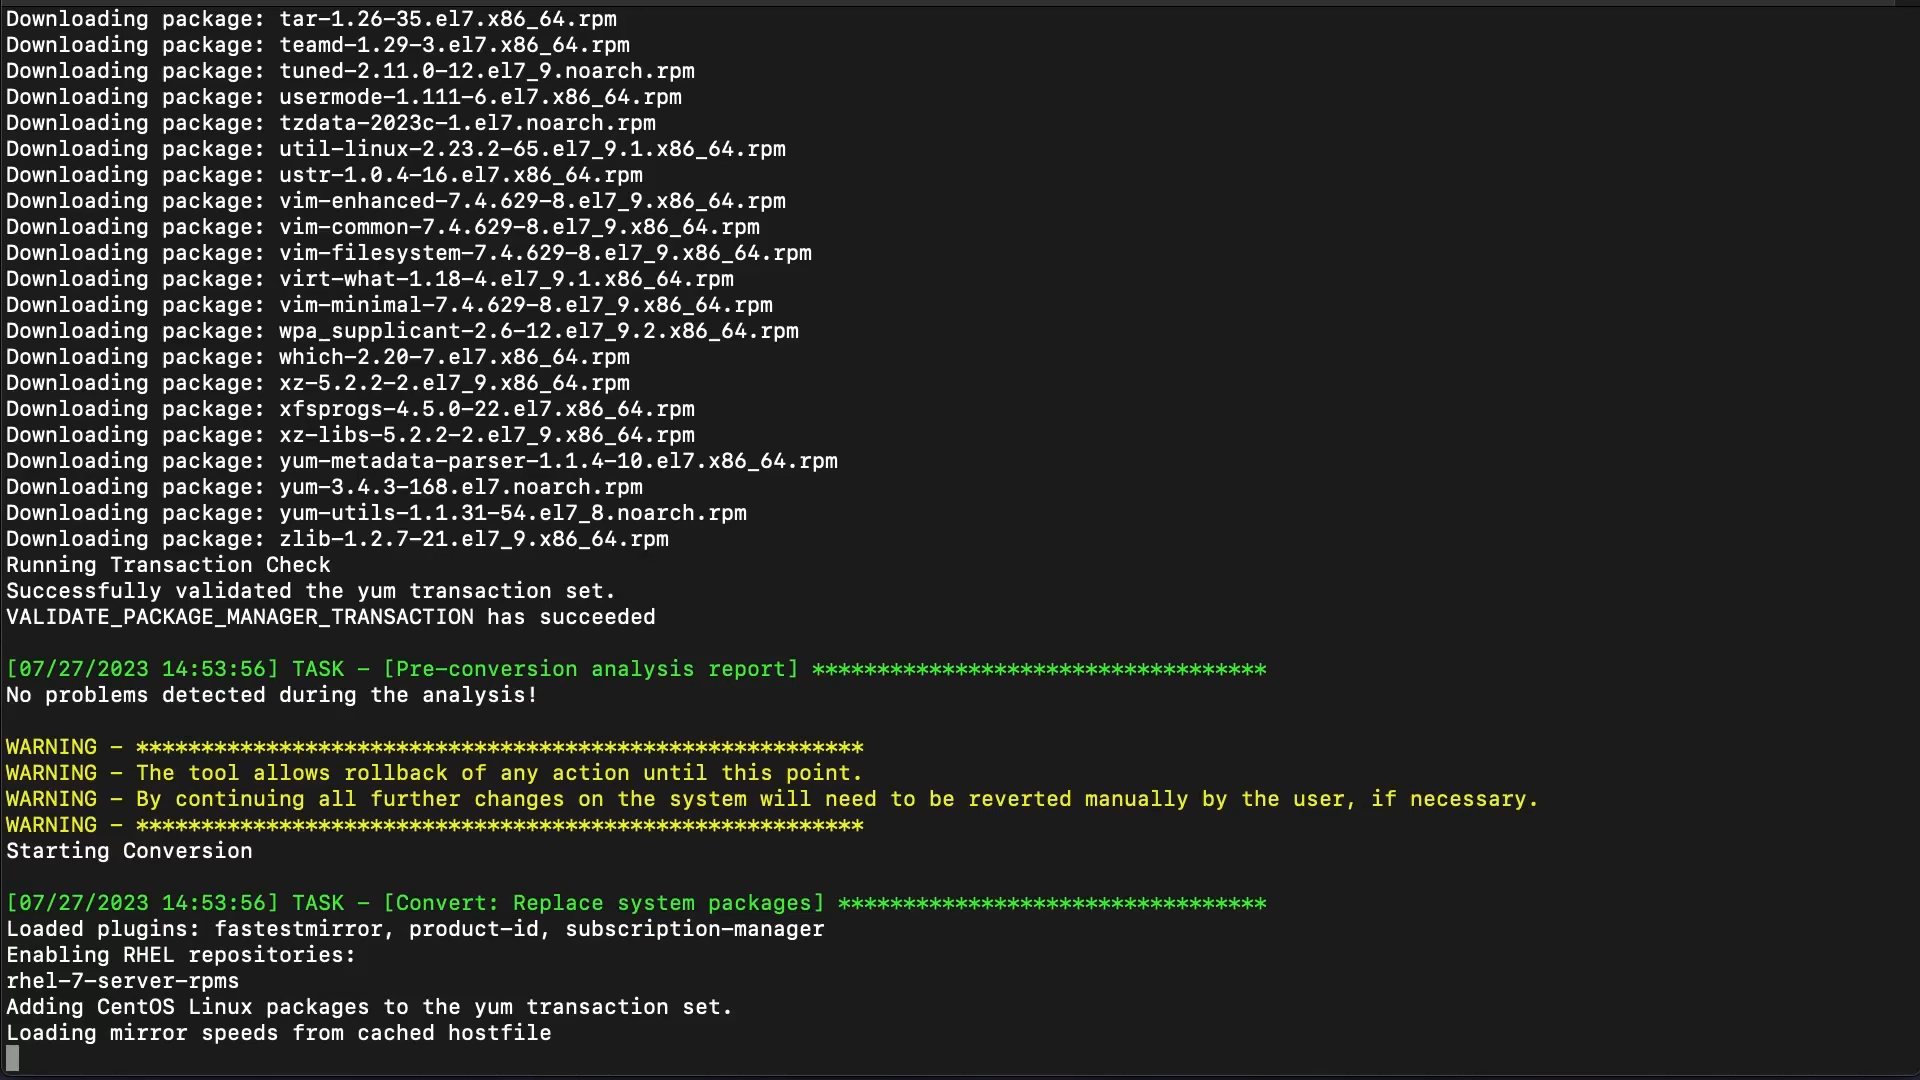 Downloading package: tar-1.26-35.el7.x86_64.rpm
Downloading package: teamd-1.29-3.el7.x86_64.rpm
Downloading package: tuned-2.11.0-12.el7_9.noarch.rpm
Downloading package: usermode-1.111-6.el7.x86_64.rpm
Downloading package: tzdata-2023c-1.el7.noarch.rpm
Downloading package: util-linux-2.23.2-65.el7_9.1.x86_64.rpm
Downloading package: ustr-1.0.4-16.el7.x86_64.rpm
Downloading package: vim-enhanced-7.4.629-8.el7_9.x86_64.rpm
Downloading package: vim-common-7.4.629-8.el7_9.x86_64.rpm
Downloading package: vim-filesystem-7.4.629-8.el7_9.x86_64.rpm
Downloading package: virt-what-1.18-4.el7_9.1.x86_64.rpm
Downloading package: vim-minimal-7.4.629-8.el7_9.x86_64.rpm
Downloading package: wpa_supplicant-2.6-12.el7_9.2.x86_64.rpm
Downloading package: which-2.20-7.el7.x86_64.rpm
Downloading package: xz-5.2.2-2.el7_9.x86_64.rpm
Downloading package: xfsprogs-4.5.0-22.el7.x86_64.rpm
Downloading package: xz-libs-5.2.2-2.el7_9.x86_64.rpm
Downloading package: yum-metadata-parser-1.1.4-10.el7.x86_64.rpm
Downloading package: yum-3.4.3-168.el7.noarch.rpm
Downloading package: yum-utils-1.1.31-54.el7_8.noarch.rpm
Downloading package: zlib-1.2.7-21.el7_9.x86_64.rpm
Running Transaction Check
Successfully validated the yum transaction set.
VALIDATE_PACKAGE_MANAGER_TRANSACTION has succeeded
[07/27/2023 14:53:56] TASK - [Pre-conversion analysis report] ***********************************
No problems detected during the analysis!
WARNING - ********************************************************
WARNING - The tool allows rollback of any action until this point.
WARNING - By continuing all further changes on the system will need to be reverted manually by the user, if necessary.
WARNING - ********************************************************
Starting Conversion
[07/27/2023 14:53:56] TASK - [Convert: Replace system packages] *********************************
Loaded plugins: fastestmirror, product-id, subscription-manager
Enabling RHEL repositories:
rhel-7-server-rpms
Adding CentOS Linux packages to the yum transaction set.
Loading mirror speeds from cached hostfile